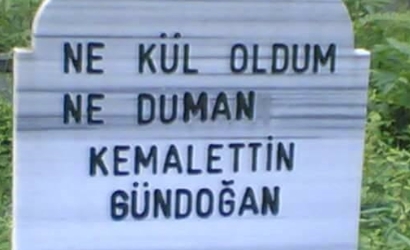 NE KÜL OLDUM
NE DUMAN
KEMALETTİN
GÜNDOĞAN